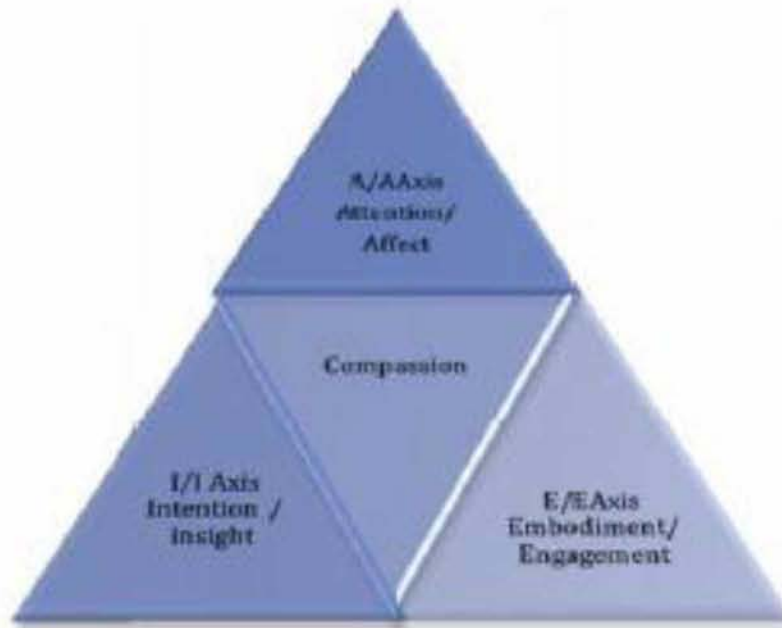 A/AAxis
Attention/
Affect
Compassion
I/I Axis
Intention /
insight
E/EAxis
Embodiment/
Engagement